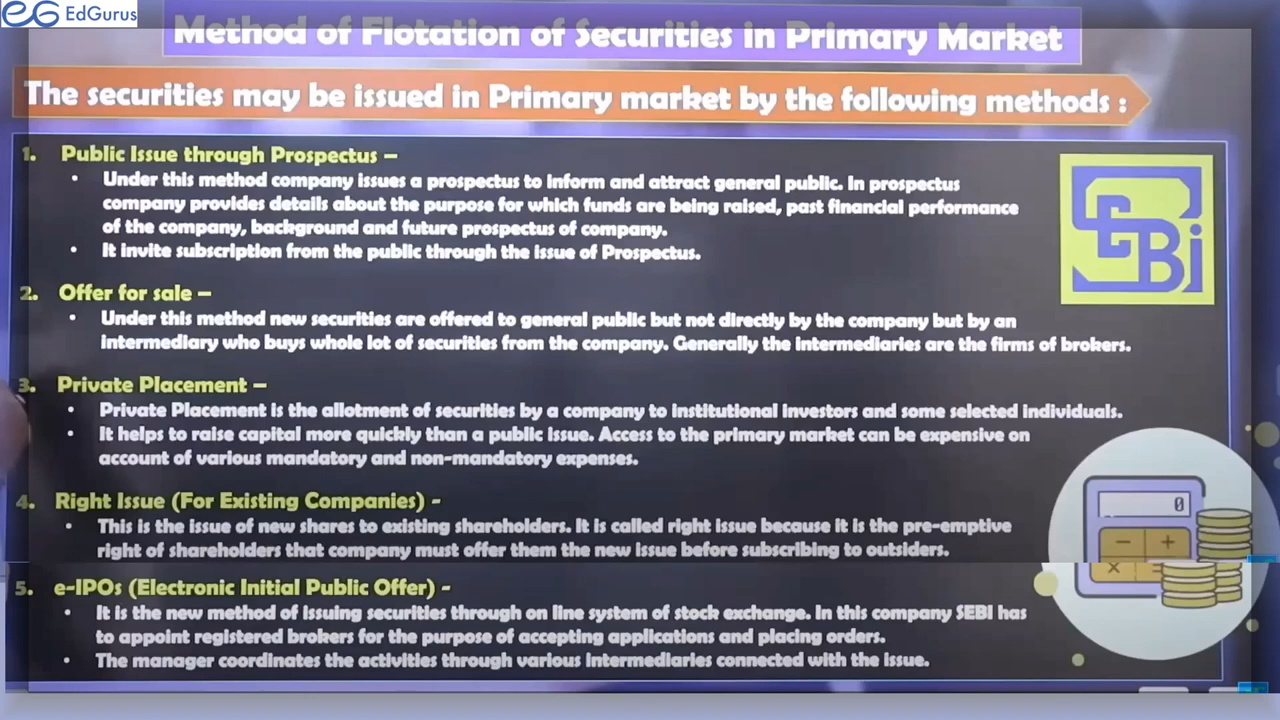 EdGurus
Method of Flotation of Securities in Primary Market
The securities may be issued in Primary market by the following methods :
1. Public Issue through Prospectus –
• Under this method company issues a prospectus to inform and attract general public. In prospectus
company provides details about the purpose for which funds are being raised, past financial performance
of the company, background and future prospectus of company.
• It invite subscription from the public through the issue of Prospectus.
SEBi
2. Offer for sale –
• Under this method new securities are offered to general public but not directly by the company but by an
intermediary who buys whole lot of securities from the company. Generally the intermediaries are the firms of brokers.
3. Private Placement –
• Private Placement is the allotment of securities by a company to institutional investors and some selected individuals.
• It helps to raise capital more quickly than a public issue. Access to the primary market can be expensive on
account of various mandatory and non-mandatory expenses.
4. Right Issue (For Existing Companies) -
• This is the issue of new shares to existing shareholders. It is called right issue because it is the pre-emptive
right of shareholders that company must offer them the new issue before subscribing to outsiders.
0
− +
×
5. e-IPOs (Electronic Initial Public Offer) -
• It is the new method of issuing securities through on line system of stock exchange. In this company SEBI has
to appoint registered brokers for the purpose of accepting applications and placing orders.
• The manager coordinates the activities through various intermediaries connected with the issue.